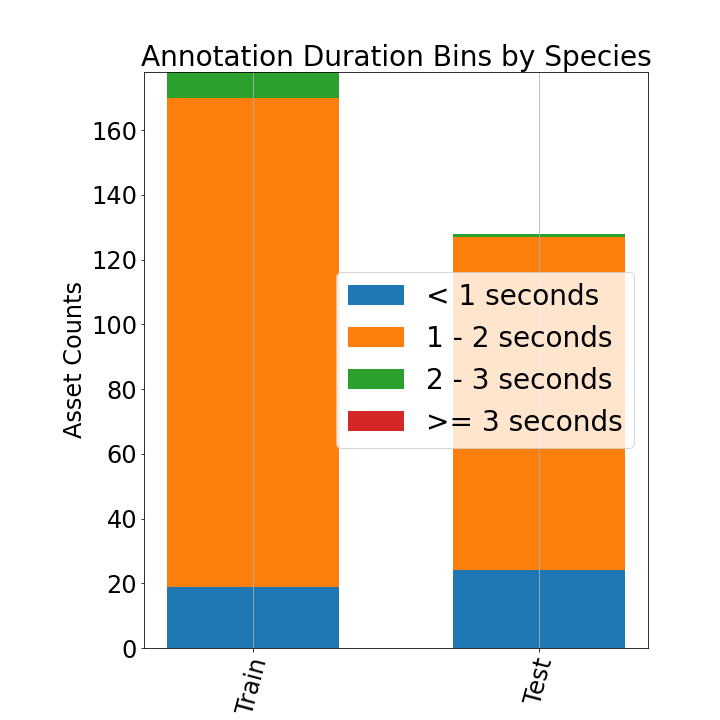 Annotation Duration Bins by Species
Asset Counts
160
140
120
100
80
60
40
20
0
< 1 seconds
1 - 2 seconds
2 - 3 seconds
>= 3 seconds
Train
Test